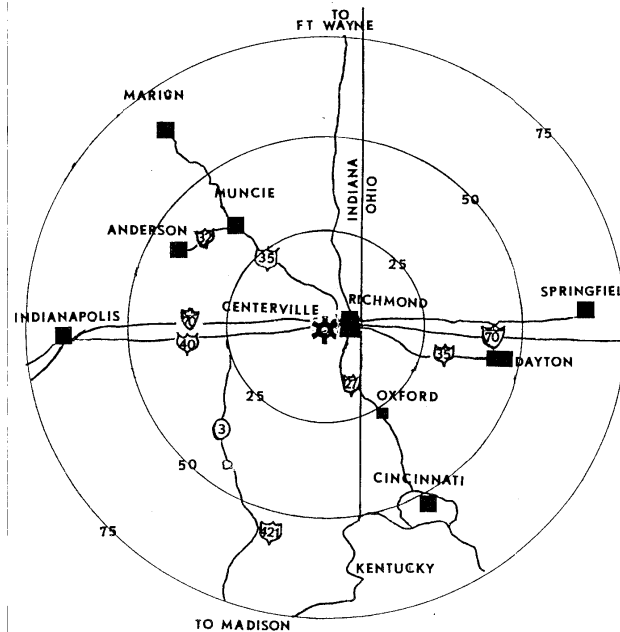 TO
FT WAYNE
MARION
75
50
MUNCIE
INDIANA
OHIO
ANDERSON
32
35
25
CENTERVILLE
RICHMOND
SPRINGFIEL
INDIANAPOLIS
70
40
70
35
DAYTON
27
25
OXFORD
3
50
CINCINNATI
75
421
KENTUCKY
TO MADISON